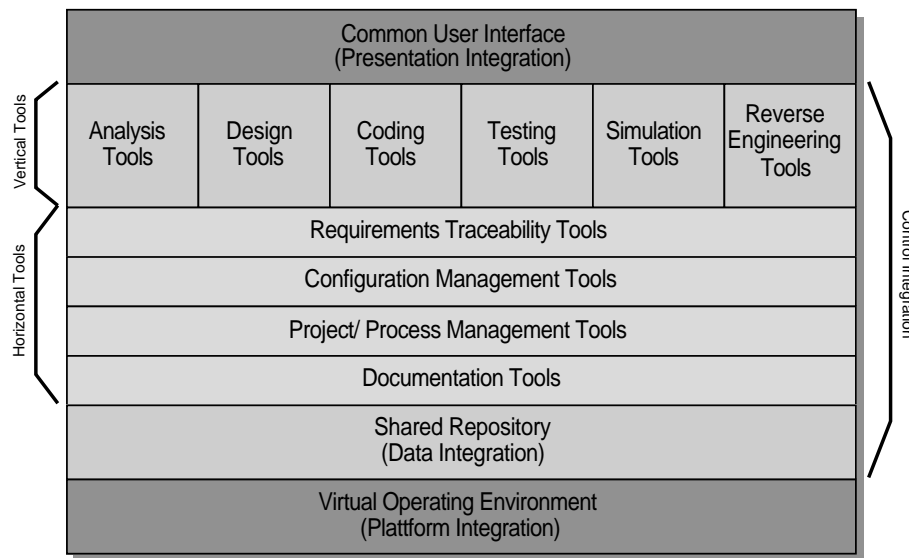 Common User Interface
(Presentation Integration)
Vertical Tools
Analysis
Tools
Design
Tools
Coding
Tools
Testing
Tools
Simulation
Tools
Reverse
Engineering
Tools
Horizontal Tools
Requirements Traceability Tools
Configuration Management Tools
Project/ Process Management Tools
Documentation Tools
Shared Repository
(Data Integration)
Control Integration
Virtual Operating Environment
(Plattform Integration)